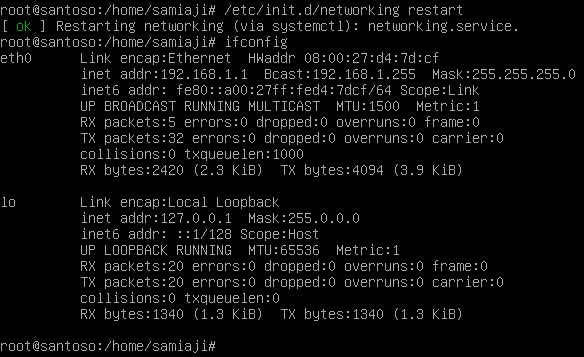 root@santoso:/home/samiaji# /etc/init.d/networking restart
[ ok ] Restarting networking (via systemctl): networking.service.
root@santoso:/home/samiaji# ifconfig
eth0      Link encap:Ethernet  HWaddr 08:00:27:d4:7d:cf
          inet addr:192.168.1.1  Bcast:192.168.1.255  Mask:255.255.255.0
          inet6 addr: fe80::a00:27ff:fed4:7dcf/64 Scope:Link
          UP BROADCAST RUNNING MULTICAST  MTU:1500  Metric:1
          RX packets:5 errors:0 dropped:0 overruns:0 frame:0
          TX packets:32 errors:0 dropped:0 overruns:0 carrier:0
          collisions:0 txqueuelen:1000
          RX bytes:2420 (2.3 KiB)  TX bytes:4094 (3.9 KiB)
lo        Link encap:Local Loopback
          inet addr:127.0.0.1  Mask:255.0.0.0
          inet6 addr: ::1/128 Scope:Host
          UP LOOPBACK RUNNING  MTU:65536  Metric:1
          RX packets:20 errors:0 dropped:0 overruns:0 frame:0
          TX packets:20 errors:0 dropped:0 overruns:0 carrier:0
          collisions:0 txqueuelen:0
          RX bytes:1340 (1.3 KiB)  TX bytes:1340 (1.3 KiB)
root@santoso:/home/samiaji#